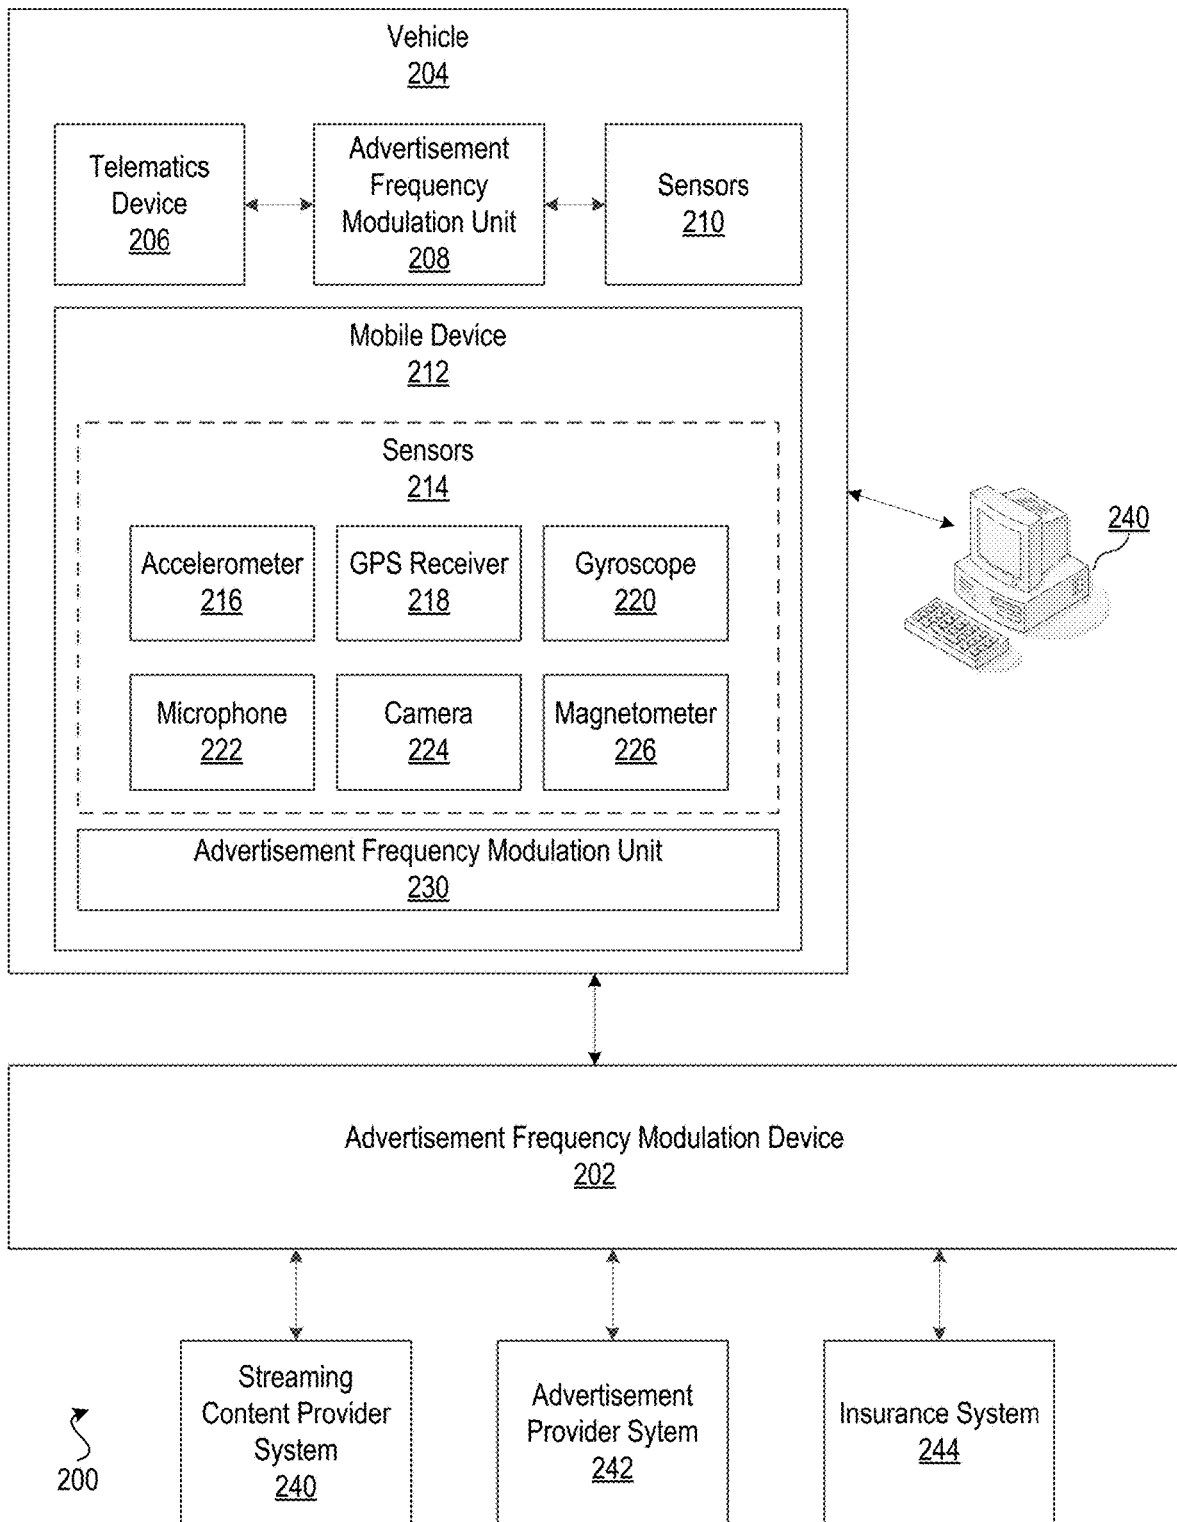 Vehicle
204
Telematics
Device
206
Advertisement
Frequency
Modulation Unit
208
Sensors
210
Mobile Device
212
Sensors
214
Accelerometer
216
GPS Receiver
218
Gyroscope
220
Microphone
222
Camera
224
Magnetometer
226
Advertisement Frequency Modulation Unit
230
240
Advertisement Frequency Modulation Device
202
Streaming
Content Provider
System
240
Advertisement
Provider Sytem
242
Insurance System
244
200